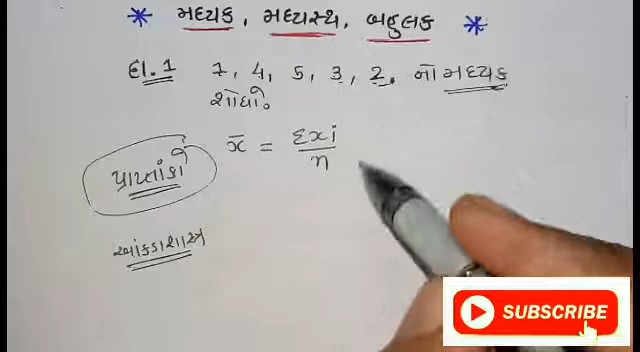 * મધ્યક, મધ્યસ્થ, બહુલક *
દા.1 7, 4, 5, 3, 2. નો મધ્યક
શોધો.
x̄ = Σxi / n
પ્રાપ્તાંકો
આંકડાશાસ્ત્ર
SUBSCRIBE